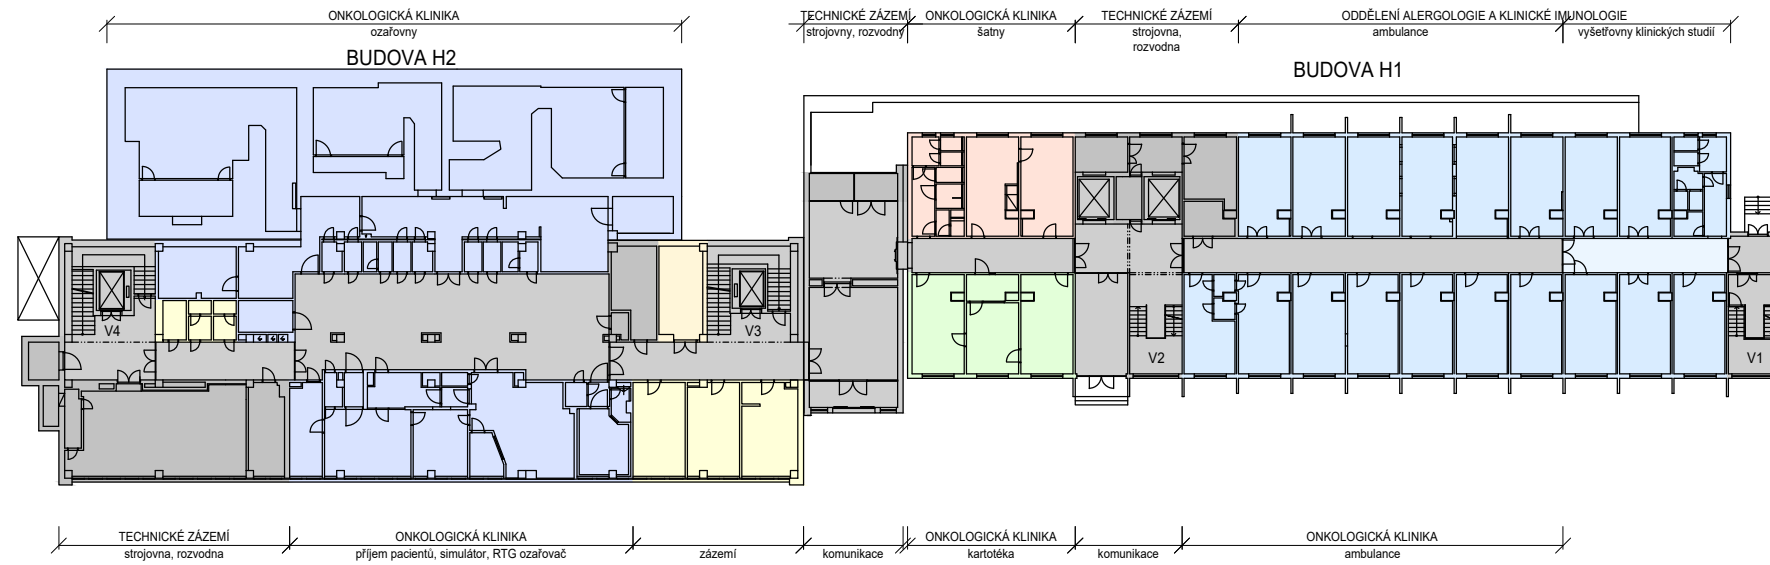 ONKOLOGICKÁ KLINIKA
ozařovny
TECHNICKÉ ZÁZEMÍ
strojovny, rozvodny
ONKOLOGICKÁ KLINIKA
šatny
TECHNICKÉ ZÁZEMÍ
strojovna,
rozvodna
ODDĚLENÍ ALERGOLOGIE A KLINICKÉ IMUNOLOGIE
ambulance
vyšetřovny klinických studií
BUDOVA H2
BUDOVA H1
V4
V3
V2
V1
TECHNICKÉ ZÁZEMÍ
strojovna, rozvodna
ONKOLOGICKÁ KLINIKA
příjem pacientů, simulátor, RTG ozařovač
zázemí
komunikace
ONKOLOGICKÁ KLINIKA
kartotéka
komunikace
ONKOLOGICKÁ KLINIKA
ambulance